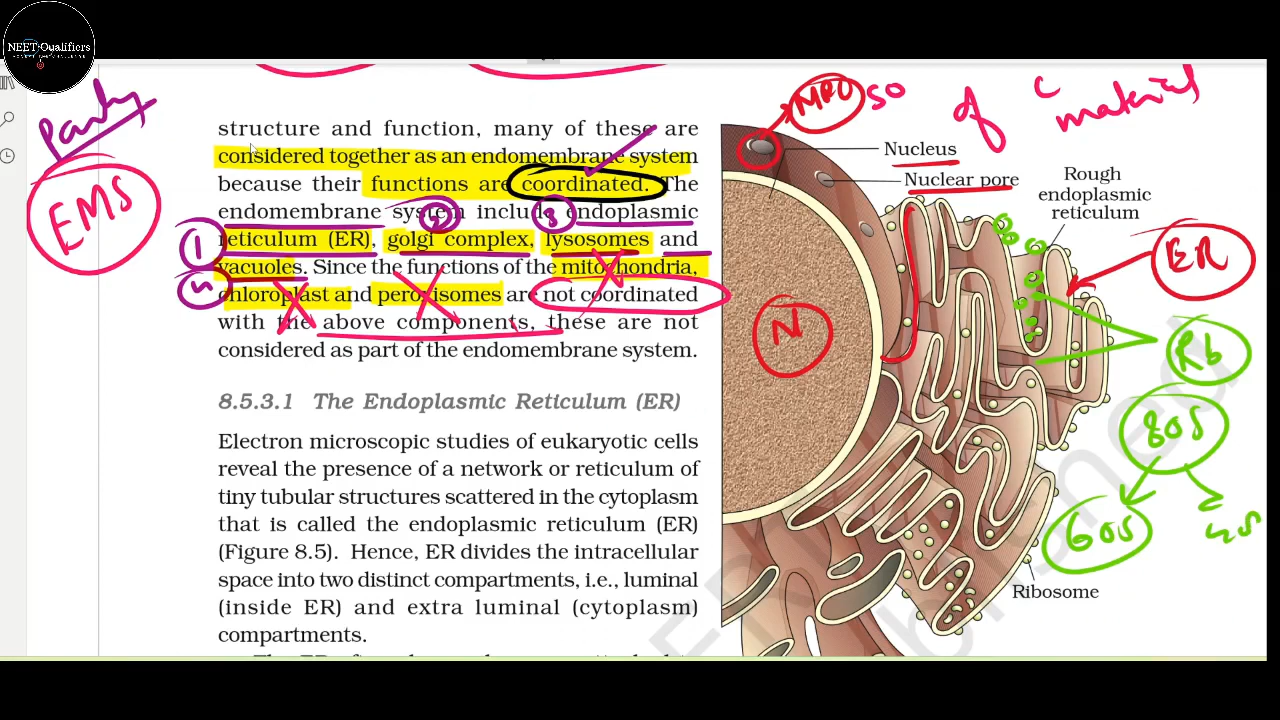 NEET Qualifiers
Party
EMS
structure and function, many of these are
considered together as an endomembrane system
because their functions are coordinated. The
endomembrane system include endoplasmic
reticulum (ER), golgi complex, lysosomes and
vacuoles. Since the functions of the mitochondria,
chloroplast and peroxisomes are not coordinated
with the above components, these are not
considered as part of the endomembrane system.
8.5.3.1 The Endoplasmic Reticulum (ER)
Electron microscopic studies of eukaryotic cells
reveal the presence of a network or reticulum of
tiny tubular structures scattered in the cytoplasm
that is called the endoplasmic reticulum (ER)
(Figure 8.5). Hence, ER divides the intracellular
space into two distinct compartments, i.e., luminal
(inside ER) and extra luminal (cytoplasm)
compartments.
of c
material
Nucleus
Nuclear pore
Rough
endoplasmic
reticulum
ER
N
Rb
80S
60S
40S
Ribosome